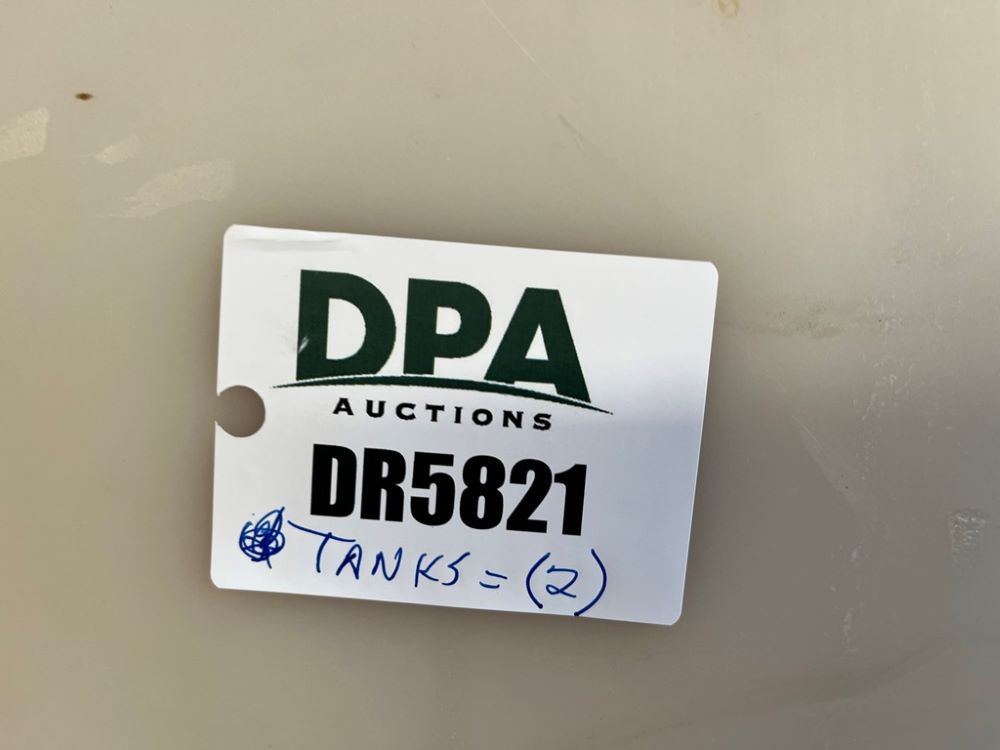 DPA
AUCTIONS
DR5821
TANKS = (2)